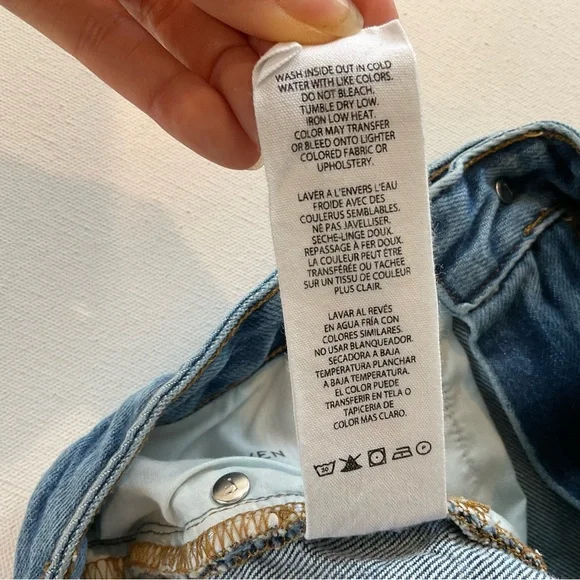 WASH INSIDE OUT IN COLD
WATER WITH LIKE COLORS.
DO NOT BLEACH.
TUMBLE DRY LOW.
IRON LOW HEAT.
COLOR MAY TRANSFER
OR BLEED ONTO LIGHTER
COLORED FABRIC OR
UPHOLSTERY.
LAVER A L'ENVERS L'EAU
FROIDE AVEC DES
COULERUS SEMBLABLES.
NE PAS JAVELLISER.
SECHE-LINGE DOUX.
REPASSAGE À FER DOUX.
LA COULEUR PEUT ÊTRE
TRANSFÉRÉE OU TACHEE
SUR UN TISSU DE COULEUR
PLUS CLAIR.
LAVAR AL REVÉS
EN AGUA FRÍA CON
COLORES SIMILARES.
NO USAR BLANQUEADOR.
SECADORA A BAJA
TEMPERATURA PLANCHAR
A BAJA TEMPERATURA.
EL COLOR PUEDE
TRANSFERIR EN TELA O
TAPICERIA DE
COLOR MAS CLARO.
30